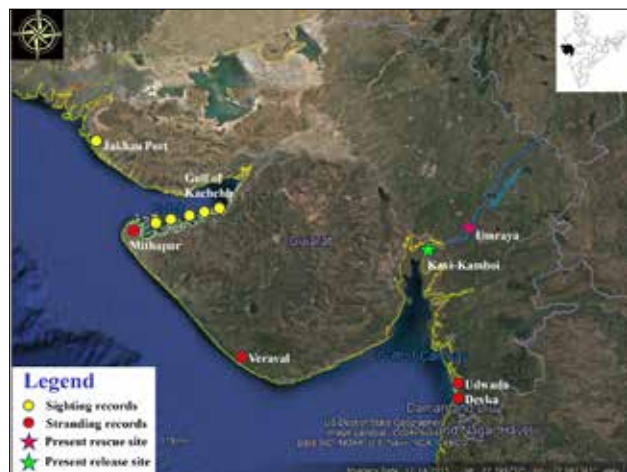 Jakhau Port
Gulf of
Kachchh
Mithapur
Gujarat
Umraya
Kavi-Kamboi
Veraval
Udwada
Devka
Legend
Sighting records
Stranding records
Present rescue site
Present release site